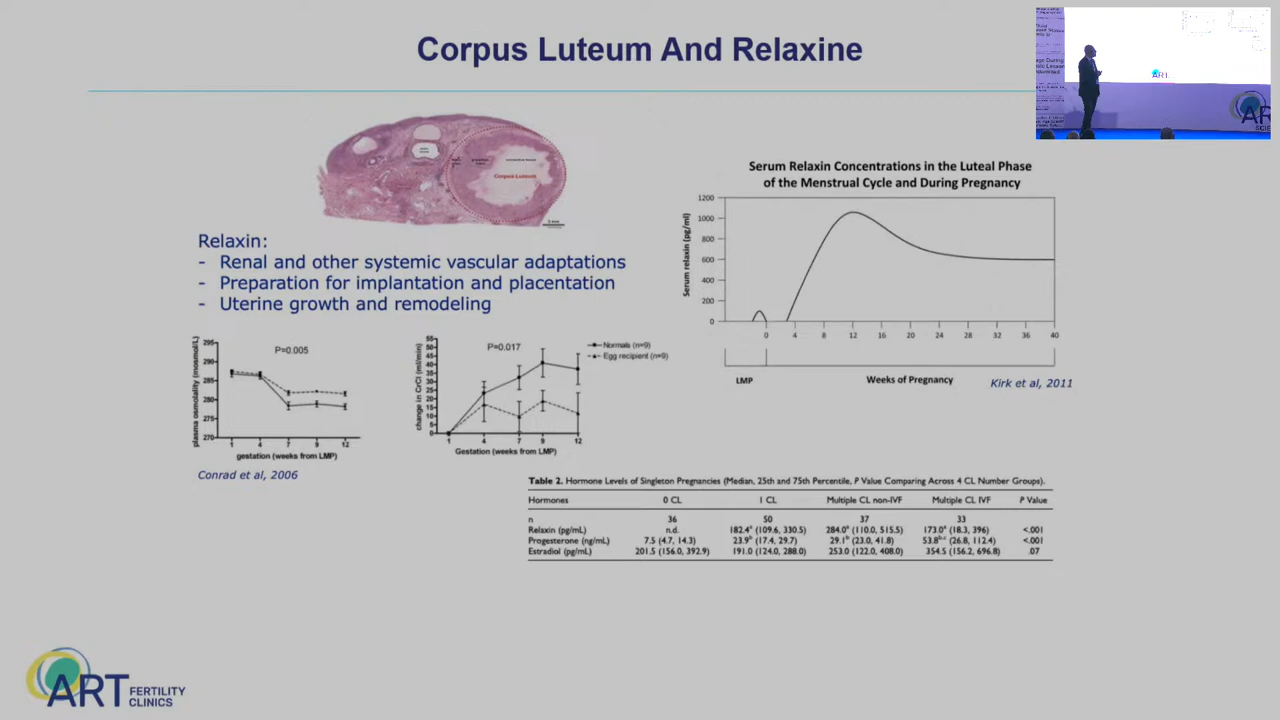 Corpus Luteum And Relaxine
Corpus Luteum
Relaxin:
- Renal and other systemic vascular adaptations
- Preparation for implantation and placentation
- Uterine growth and remodeling
Serum Relaxin Concentrations in the Luteal Phase
of the Menstrual Cycle and During Pregnancy
Serum relaxin (pg/ml)
1200
1000
800
600
400
200
0
0 4 8 12 16 20 24 28 32 36 40
LMP
Weeks of Pregnancy
Kirk et al, 2011
plasma osmolality (mosmol/L)
295
290
285
280
275
270
P=0.005
1 4 7 9 12
gestation (weeks from LMP)
Conrad et al, 2006
change in CrCl (ml/min)
55
50
45
40
35
30
25
20
15
10
5
0
P=0.017
Normals (n=9)
Egg recipient (n=9)
1 4 7 9 12
Gestation (weeks from LMP)
Table 2. Hormone Levels of Singleton Pregnancies (Median, 25th and 75th Percentile, P Value Comparing Across 4 CL Number Groups).
Hormones 0 CL 1 CL Multiple CL non-IVF Multiple CL IVF P Value
n 36 50 37 33
Relaxin (pg/mL) n.d. 182.4ᵃ (109.6, 330.5) 284.0ᵃ (110.0, 515.5) 173.0ᵃ (18.3, 396) <.001
Progesterone (ng/mL) 7.5 (4.7, 14.3) 23.9ᵇ (17.4, 29.7) 29.1ᵇ (23.0, 41.8) 53.8ᵇ·ᶜ (26.8, 112.4) <.001
Estradiol (pg/mL) 201.5 (156.0, 392.9) 191.0 (124.0, 288.0) 253.0 (122.0, 408.0) 354.5 (156.2, 696.8) .07
ART FERTILITY
CLINICS